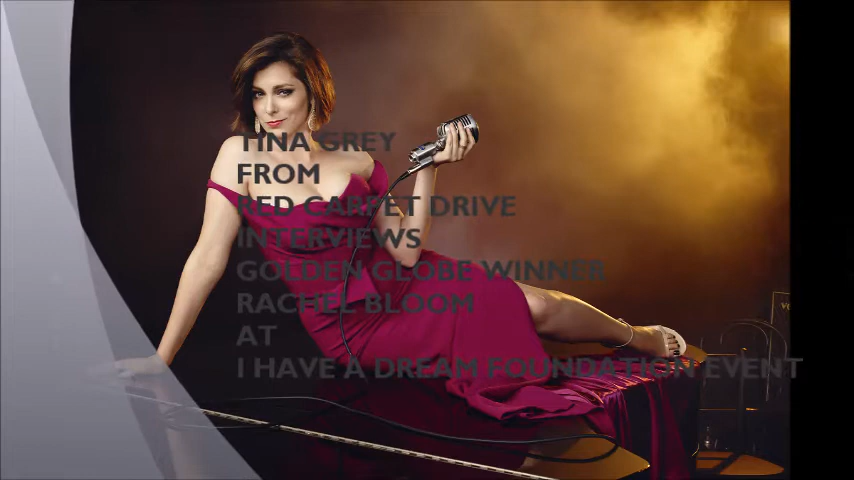 TINA GREY
FROM
RED CARPET DRIVE
INTERVIEWS
GOLDEN GLOBE WINNER
RACHEL BLOOM
AT
I HAVE A DREAM FOUNDATION EVENT